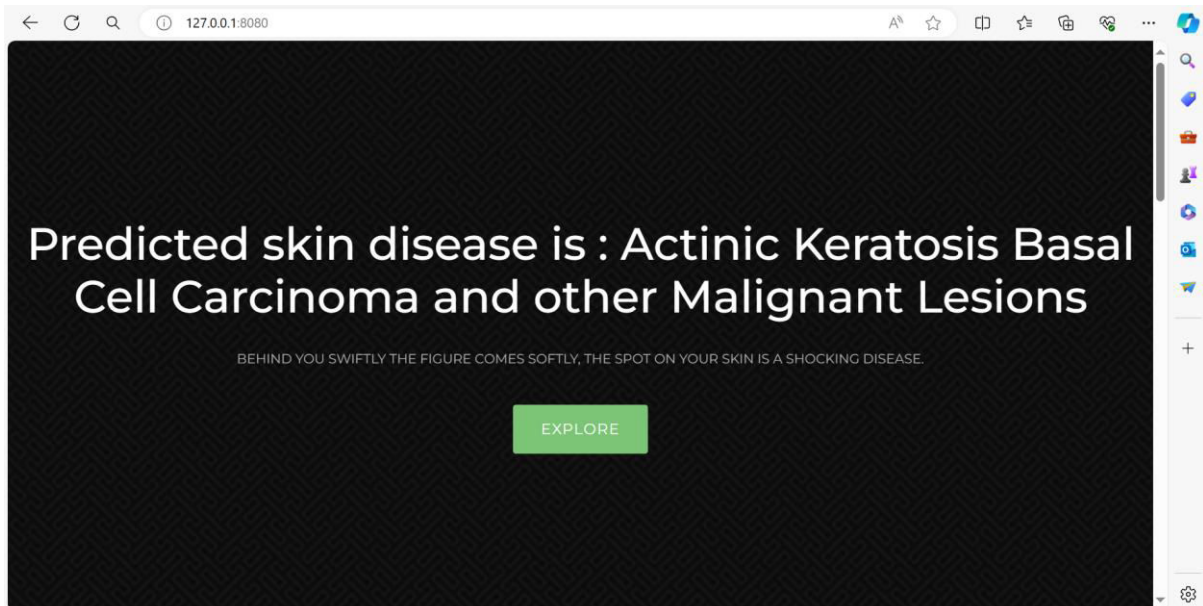 127.0.0.1:8080
Predicted skin disease is : Actinic Keratosis Basal
Cell Carcinoma and other Malignant Lesions
BEHIND YOU SWIFTLY THE FIGURE COMES SOFTLY, THE SPOT ON YOUR SKIN IS A SHOCKING DISEASE.
EXPLORE